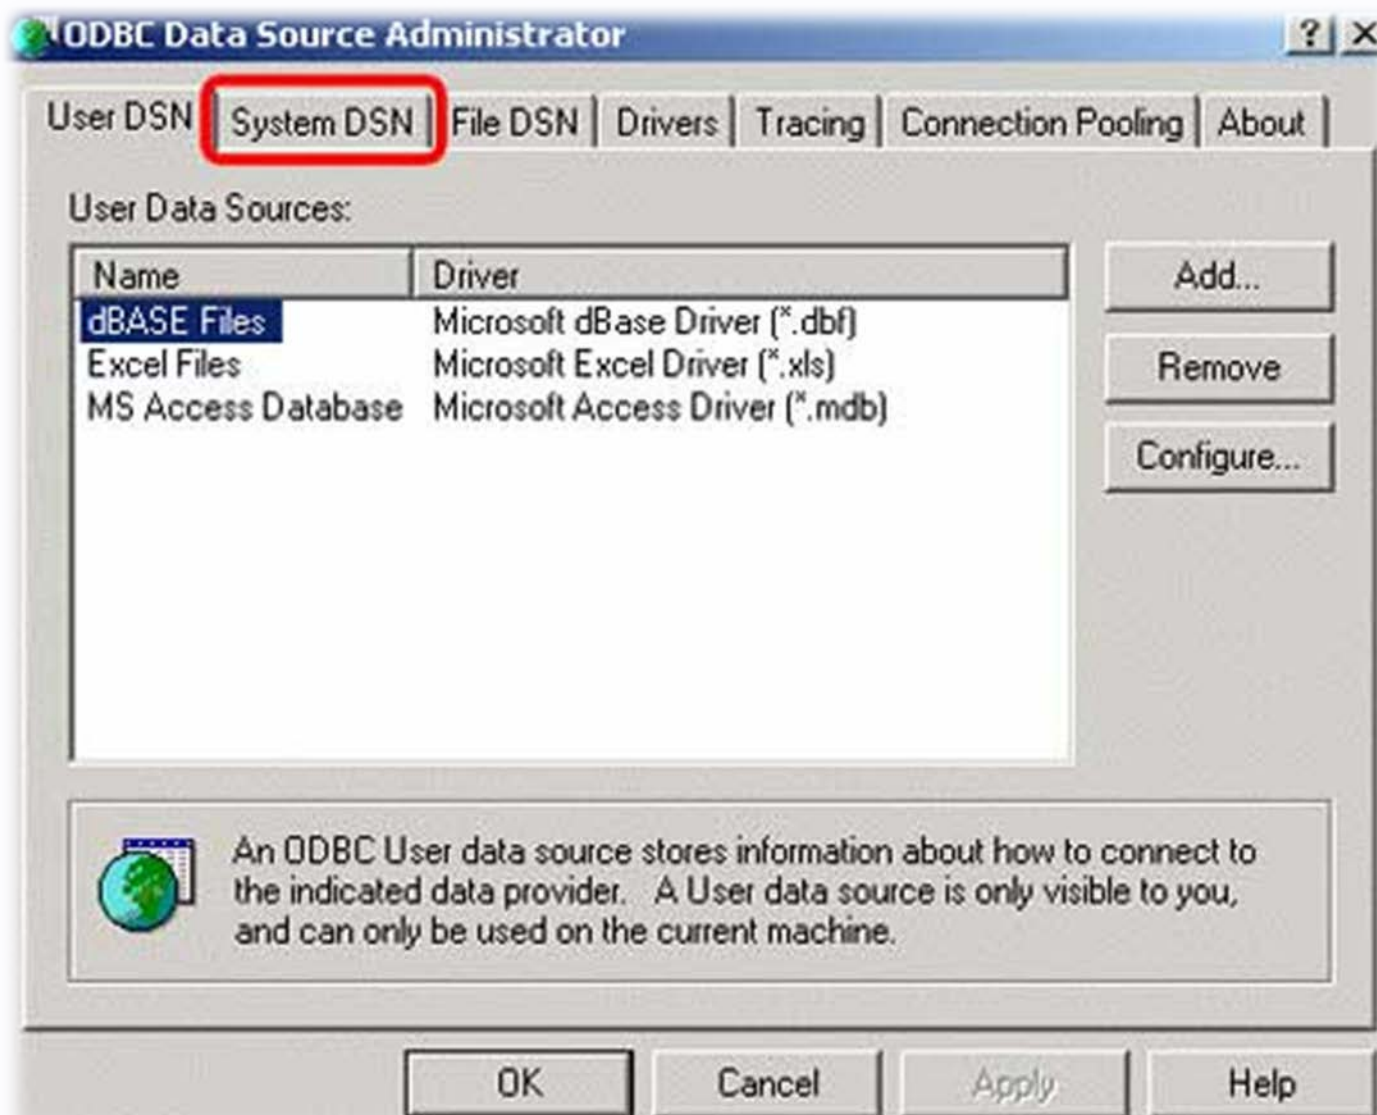 ODBC Data Source Administrator
User DSN System DSN File DSN Drivers Tracing Connection Pooling About
User Data Sources:
Name Driver
dBASE Files Microsoft dBase Driver (*.dbf)
Excel Files Microsoft Excel Driver (*.xls)
MS Access Database Microsoft Access Driver (*.mdb)
Add...
Remove
Configure...
An ODBC User data source stores information about how to connect to
the indicated data provider. A User data source is only visible to you,
and can only be used on the current machine.
OK Cancel Apply Help